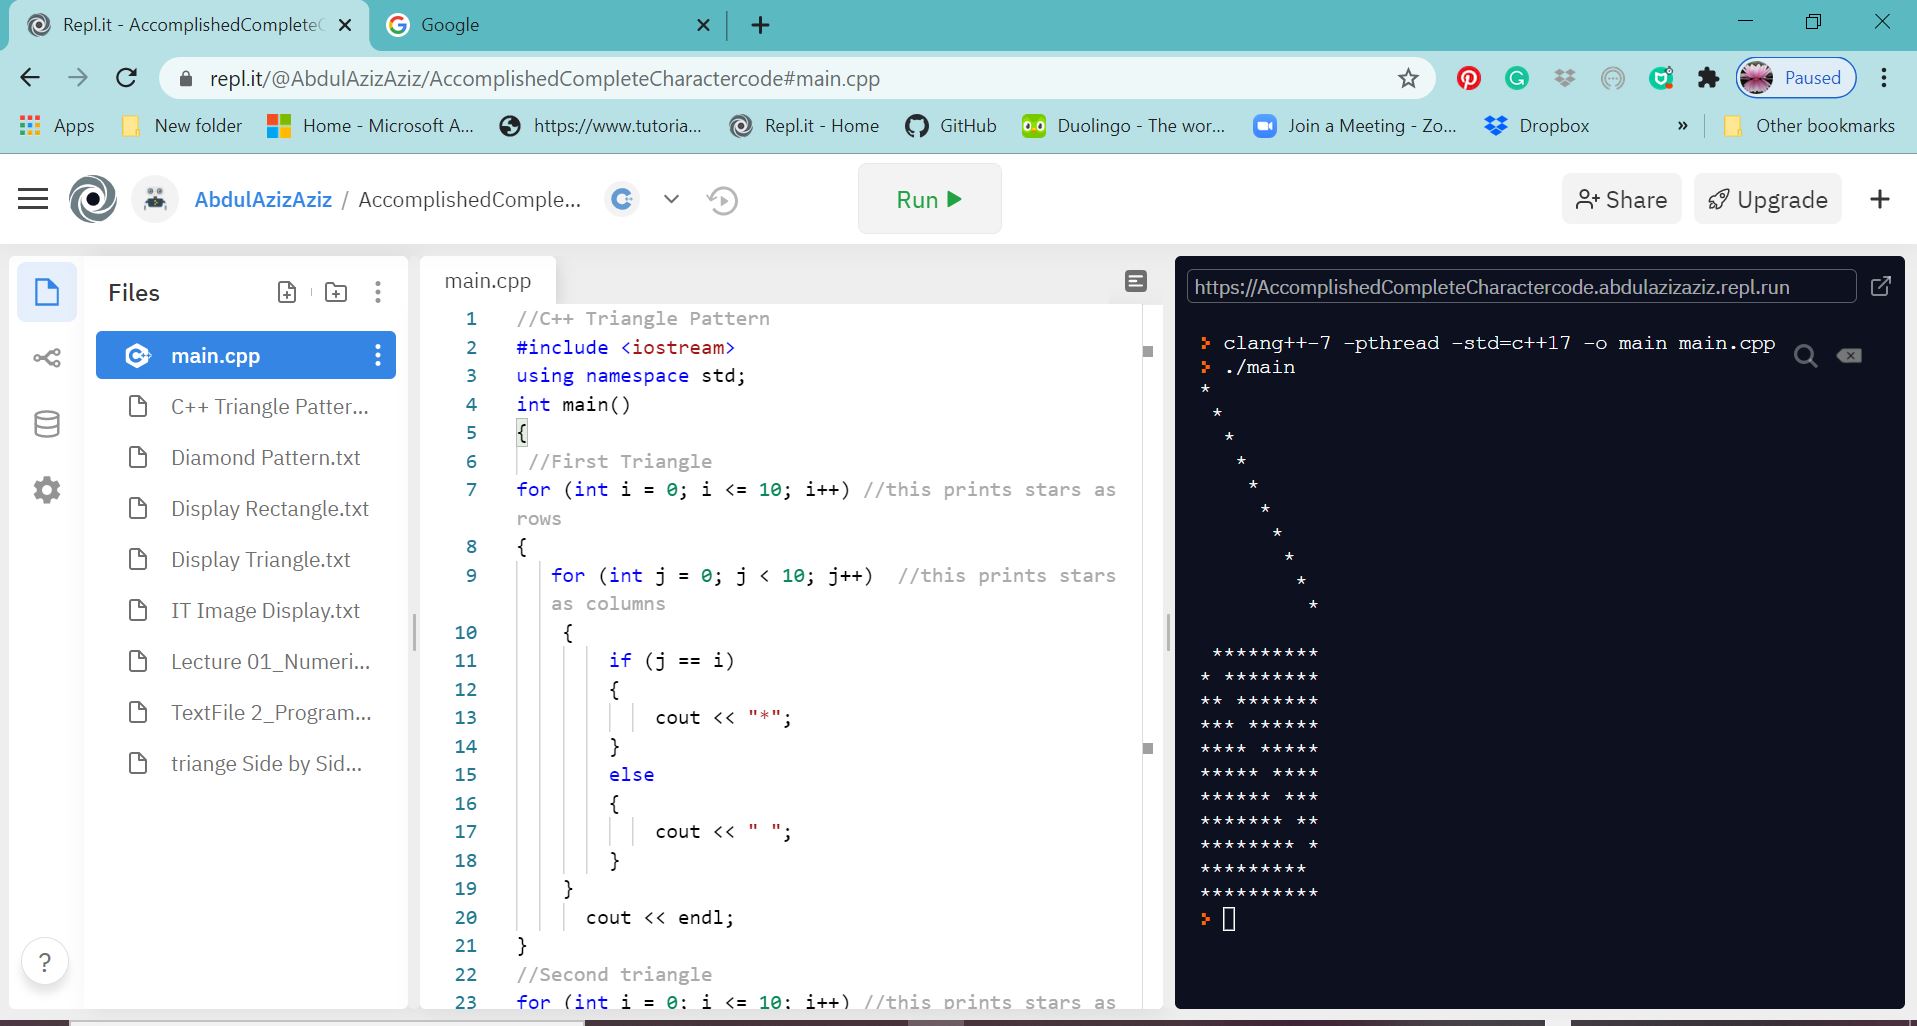 Repl.it - AccomplishedComplete
Google
repl.it/@AbdulAzizAziz/AccomplishedCompleteCharactercode#main.cpp
Paused
Apps
New folder
Home - Microsoft A...
https://www.tutoria...
Repl.it - Home
GitHub
Duolingo - The wor...
Join a Meeting - Zo...
Dropbox
»
Other bookmarks
AbdulAzizAziz / AccomplishedComple...
Run
Share
Upgrade
Files
main.cpp
C++ Triangle Patter...
Diamond Pattern.txt
Display Rectangle.txt
Display Triangle.txt
IT Image Display.txt
Lecture 01_Numeri...
TextFile 2_Program...
triange Side by Sid...
?
main.cpp
1 //C++ Triangle Pattern
2 #include <iostream>
3 using namespace std;
4 int main()
5 {
6 //First Triangle
7 for (int i = 0; i <= 10; i++) //this prints stars as
rows
8 {
9 for (int j = 0; j < 10; j++) //this prints stars
as columns
10 {
11 if (j == i)
12 {
13 cout << "*";
14 }
15 else
16 {
17 cout << " ";
18 }
19 }
20 cout << endl;
21 }
22 //Second triangle
23 for (int i = 0; i <= 10; i++) //this prints stars as
https://AccomplishedCompleteCharactercode.abdulazizaziz.repl.run
clang++-7 -pthread -std=c++17 -o main main.cpp
./main
*
 *
  *
   *
    *
     *
      *
       *
        *
         *

 *********
* ********
** *******
*** ******
**** *****
***** ****
****** ***
******* **
******** *
*********
**********